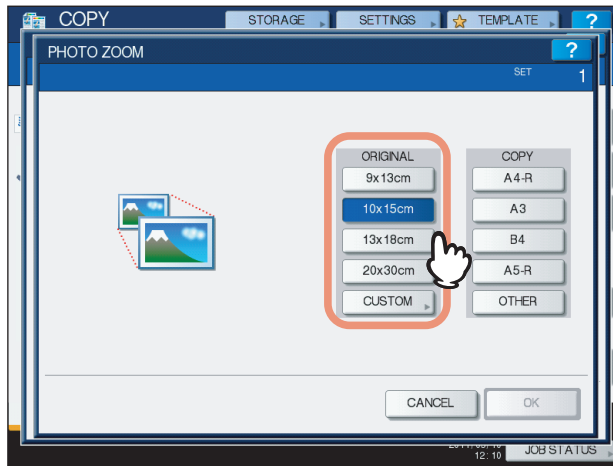 COPY
STORAGE
SETTINGS
TEMPLATE
?
PHOTO ZOOM
?
SET
1
ORIGINAL
COPY
9x13cm
A4-R
10x15cm
A3
13x18cm
B4
20x30cm
A5-R
CUSTOM
OTHER
CANCEL
OK
12:10
JOB STATUS